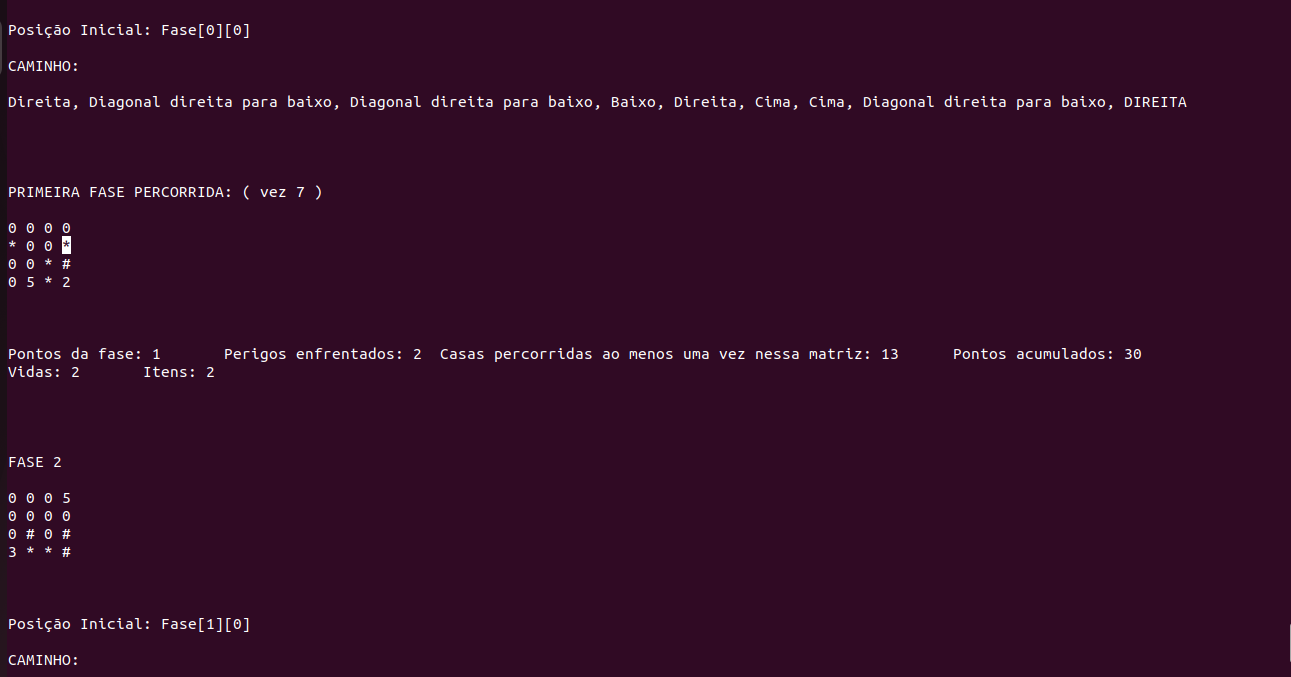 Posição Inicial: Fase[0][0]
CAMINHO:
Direita, Diagonal direita para baixo, Diagonal direita para baixo, Baixo, Direita, Cima, Cima, Diagonal direita para baixo, DIREITA
PRIMEIRA FASE PERCORRIDA: ( vez 7 )
0 0 0 0
* 0 0 *
0 0 * #
0 5 * 2
Pontos da fase: 1 Perigos enfrentados: 2 Casas percorridas ao menos uma vez nessa matriz: 13 Pontos acumulados: 30
Vidas: 2 Itens: 2
FASE 2
0 0 0 5
0 0 0 0
0 # 0 #
3 * * #
Posição Inicial: Fase[1][0]
CAMINHO: